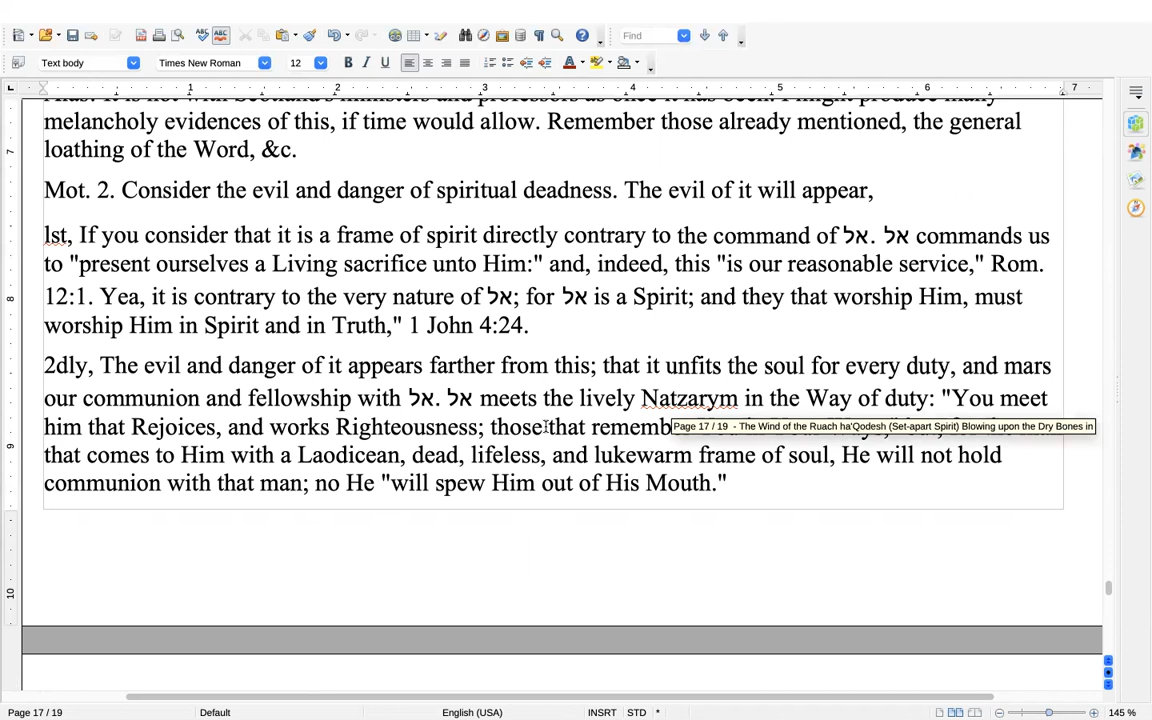 Find
Text body
Times New Roman
12
1 2 3 4 5 6 7
melancholy evidences of this, if time would allow. Remember those already mentioned, the general
loathing of the Word, &c.
Mot. 2. Consider the evil and danger of spiritual deadness. The evil of it will appear,
lst, If you consider that it is a frame of spirit directly contrary to the command of אל. אל commands us
to "present ourselves a Living sacrifice unto Him:" and, indeed, this "is our reasonable service," Rom.
12:1. Yea, it is contrary to the very nature of אל; for אל is a Spirit; and they that worship Him, must
worship Him in Spirit and in Truth," 1 John 4:24.
2dly, The evil and danger of it appears farther from this; that it unfits the soul for every duty, and mars
our communion and fellowship with אל. אל meets the lively Natzarym in the Way of duty: "You meet
him that Rejoices, and works Righteousness; those that rememb
Page 17 / 19 - The Wind of the Ruach ha'Qodesh (Set-apart Spirit) Blowing upon the Dry Bones in
that comes to Him with a Laodicean, dead, lifeless, and lukewarm frame of soul, He will not hold
communion with that man; no He "will spew Him out of His Mouth."
7
8
9
10
Page 17 / 19
Default
English (USA)
INSRT
STD
*
145 %